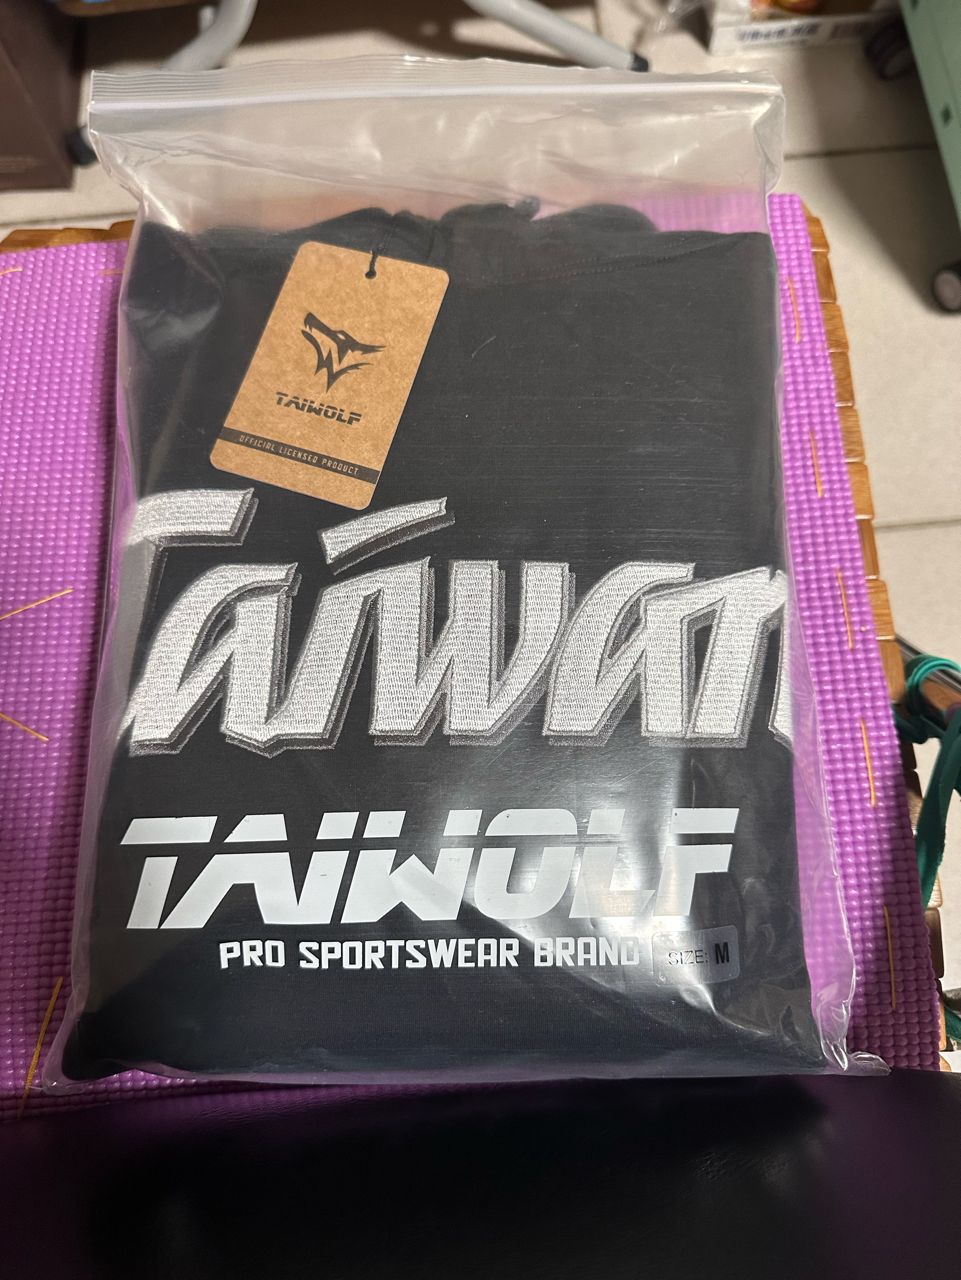 TAIWOLF
OFFICIAL LICENSED PRODUCT
Taiwan
TAIWOLF
PRO SPORTSWEAR BRAND
SIZE: M